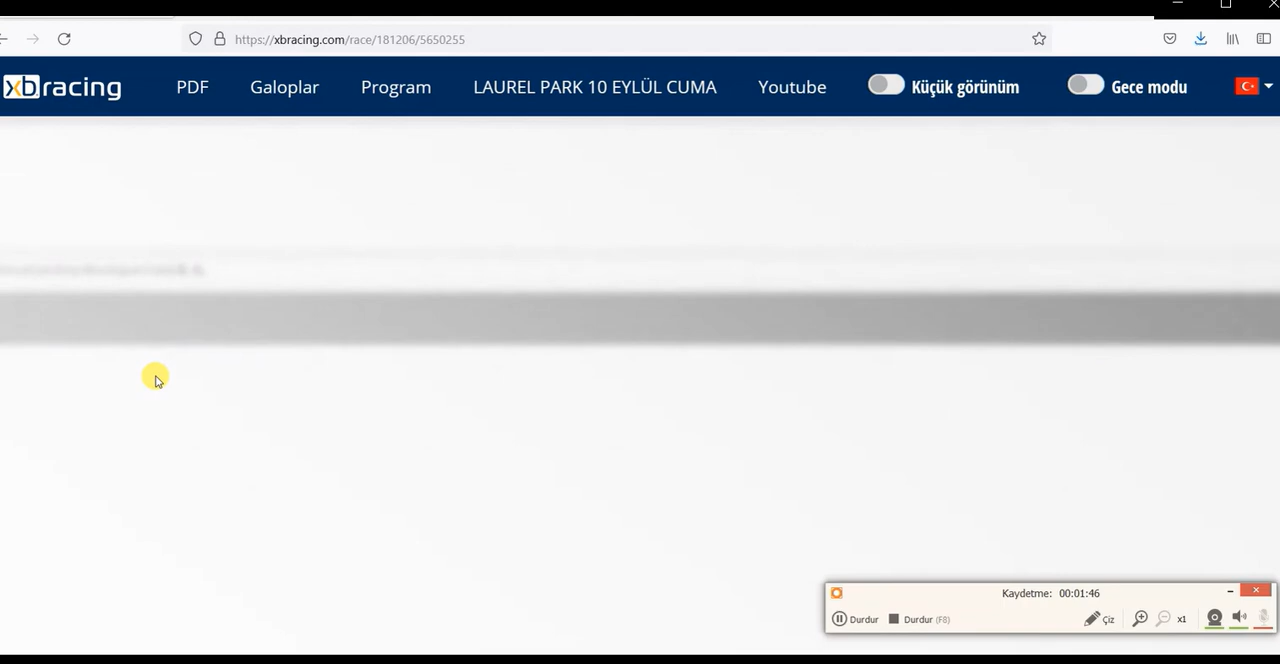 https://xbracing.com/race/181206/5650255
xbracing PDF Galoplar Program LAUREL PARK 10 EYLÜL CUMA Youtube Küçük görünüm Gece modu
Kaydetme: 00:01:46
Durdur Durdur (F8) Çiz x1